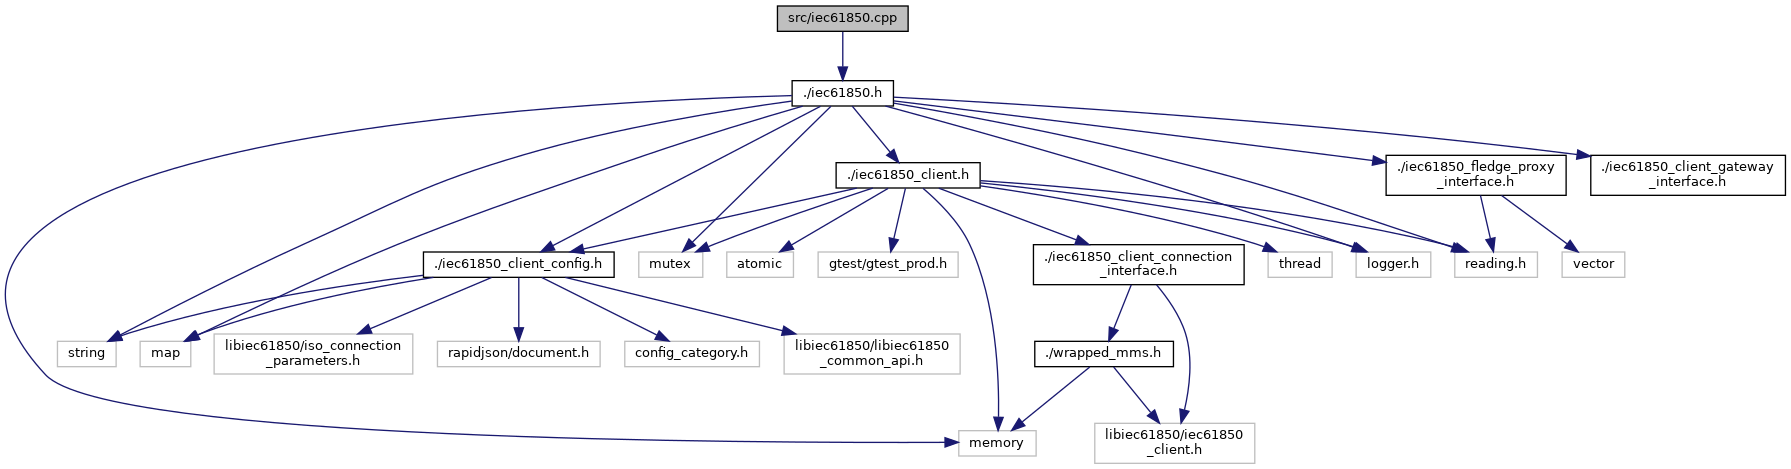 src/iec61850.cpp
./iec61850.h
./iec61850_client.h
./iec61850_fledge_proxy
_interface.h
./iec61850_client_gateway
_interface.h
./iec61850_client_config.h
mutex
atomic
gtest/gtest_prod.h
./iec61850_client_connection
_interface.h
thread
logger.h
reading.h
vector
string
map
libiec61850/iso_connection
_parameters.h
rapidjson/document.h
config_category.h
libiec61850/libiec61850
_common_api.h
./wrapped_mms.h
memory
libiec61850/iec61850
_client.h